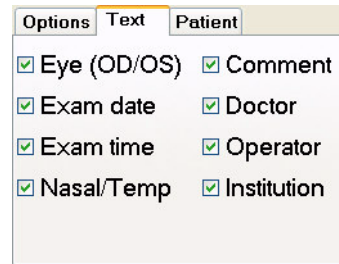 Options Text Patient
Eye (OD/OS) Comment
Exam date Doctor
Exam time Operator
Nasal/Temp Institution